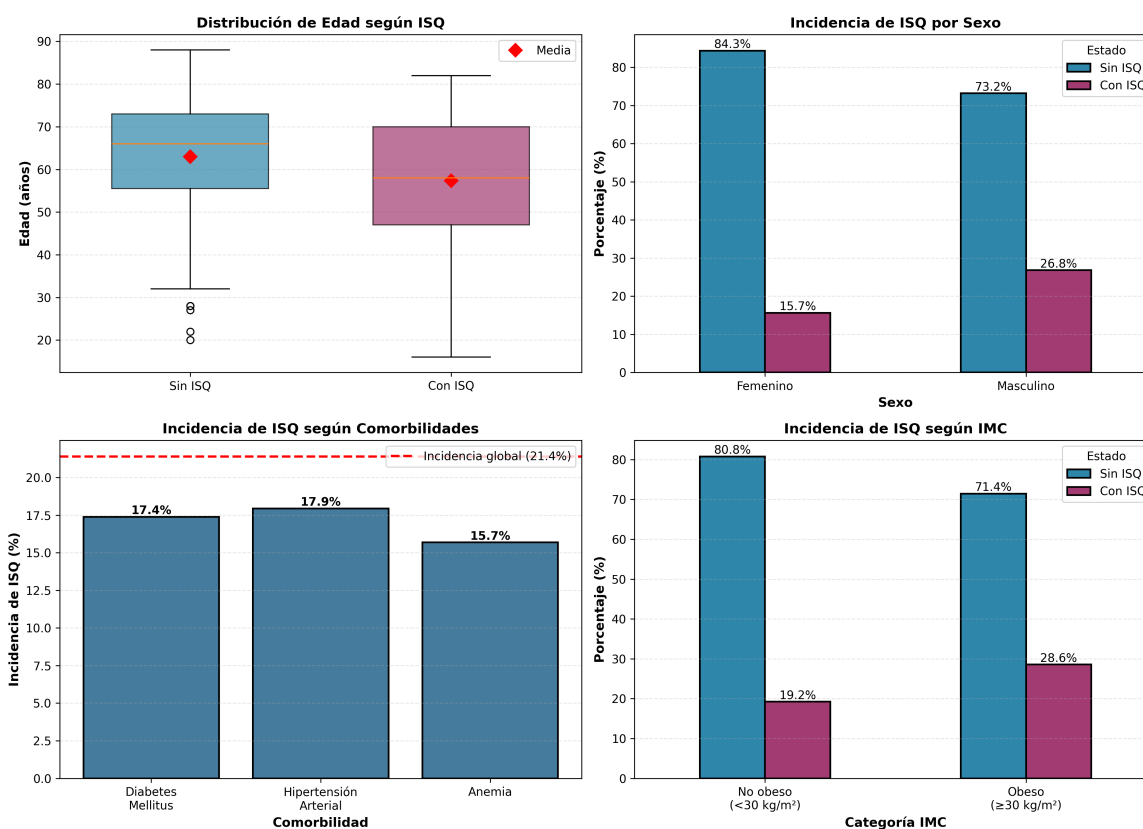 Distribución de Edad según ISQ
Media
Edad (años)
90
80
70
60
50
40
30
20
Sin ISQ
Con ISQ
Incidencia de ISQ por Sexo
Estado
Sin ISQ
Con ISQ
Porcentaje (%)
80
70
60
50
40
30
20
10
0
84.3%
15.7%
73.2%
26.8%
Femenino
Masculino
Sexo
Incidencia de ISQ según Comorbilidades
Incidencia global (21.4%)
Incidencia de ISQ (%)
20.0
17.5
15.0
12.5
10.0
7.5
5.0
2.5
0.0
17.4%
17.9%
15.7%
Diabetes
Mellitus
Hipertensión
Arterial
Anemia
Comorbilidad
Incidencia de ISQ según IMC
Estado
Sin ISQ
Con ISQ
Porcentaje (%)
80
70
60
50
40
30
20
10
0
80.8%
19.2%
71.4%
28.6%
No obeso
(<30 kg/m²)
Obeso
(≥30 kg/m²)
Categoría IMC